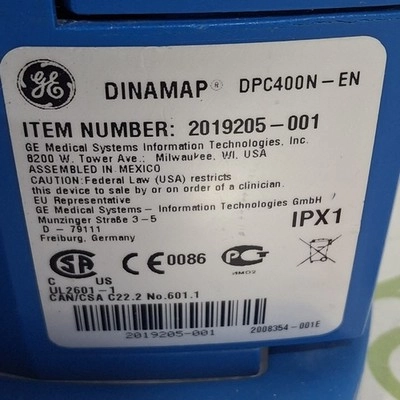 GE
DINAMAP® DPC400N-EN
ITEM NUMBER: 2019205-001
GE Medical Systems Information Technologies, Inc.
8200 W. Tower Ave.; Milwaukee, WI. USA
ASSEMBLED IN MEXICO
CAUTION:Federal Law (USA) restricts
this device to sale by or on order of a clinician.
EU Representative
GE Medical Systems - Information Technologies GmbH
Munzinger Straße 3-5
D - 79111
Freiburg, Germany
IPX1
CE 0086
C US
UL2601-1
CAN/CSA C22.2 No.601.1
2019205-001
2008354-001E